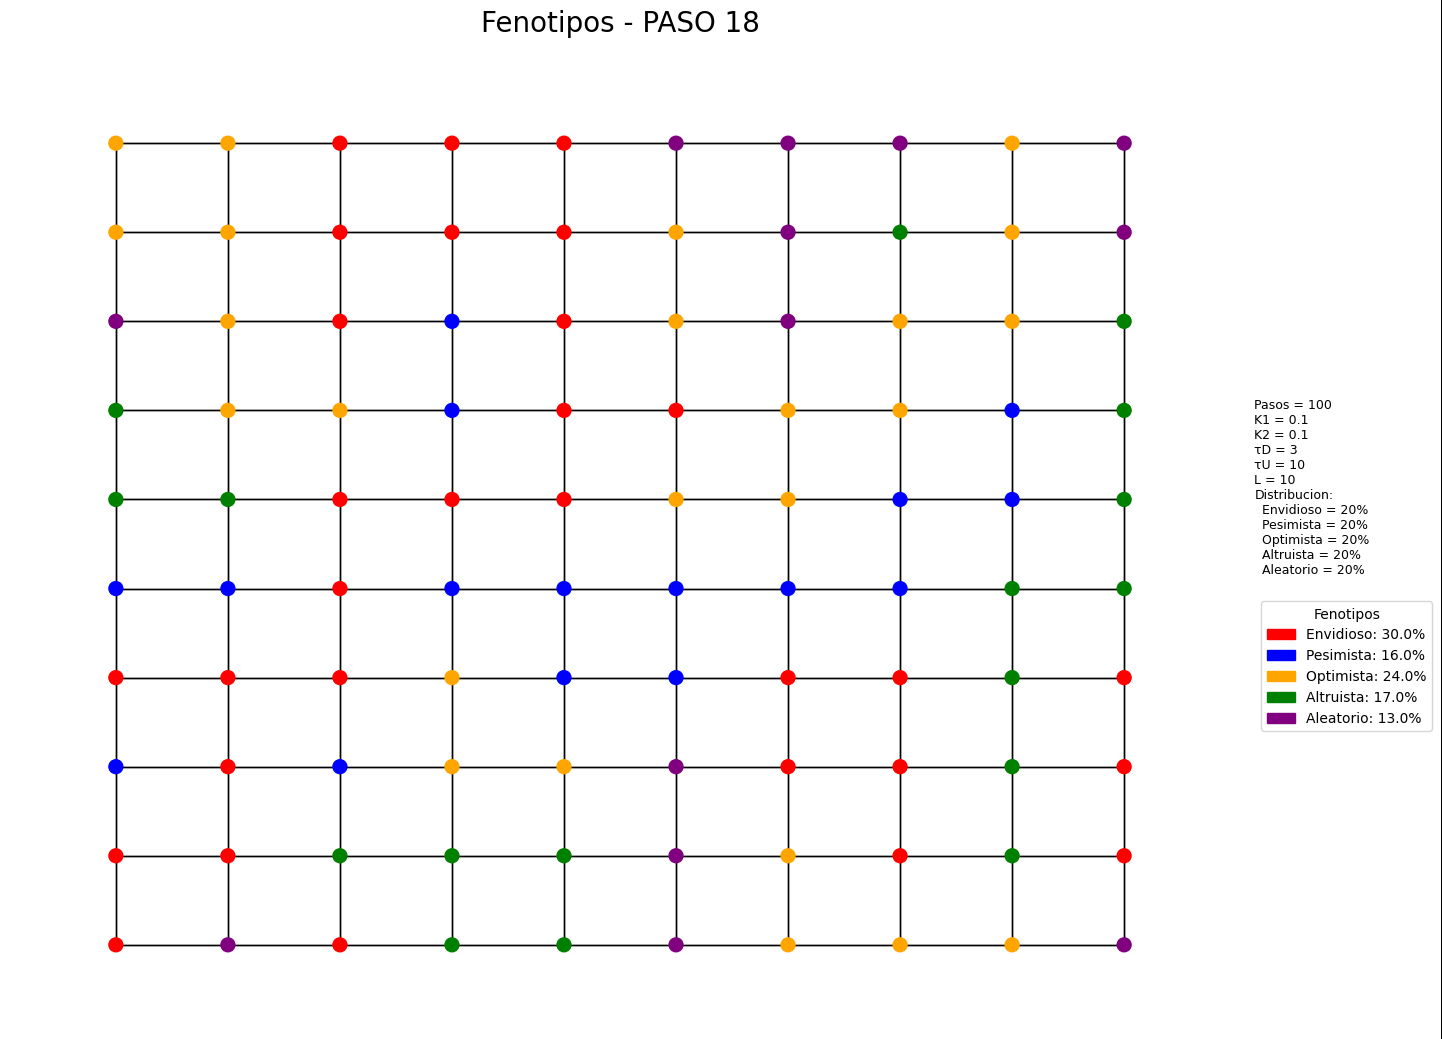 Fenotipos - PASO 18
Pasos = 100
K1 = 0.1
K2 = 0.1
τD = 3
τU = 10
L = 10
Distribucion:
Envidioso = 20%
Pesimista = 20%
Optimista = 20%
Altruista = 20%
Aleatorio = 20%
Fenotipos
Envidioso: 30.0%
Pesimista: 16.0%
Optimista: 24.0%
Altruista: 17.0%
Aleatorio: 13.0%